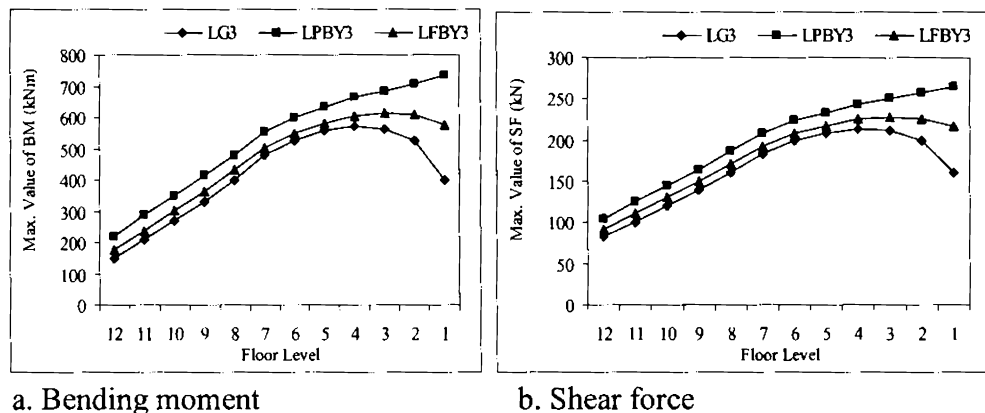 LG3 LPBY3 LFBY3
Max. Value of BM (kNm)
800
700
600
500
400
300
200
100
0
12 11 10 9 8 7 6 5 4 3 2 1
Floor Level
a. Bending moment
LG3 LPBY3 LFBY3
Max. Value of SF (kN)
300
250
200
150
100
50
0
12 11 10 9 8 7 6 5 4 3 2 1
Floor Level
b. Shear force